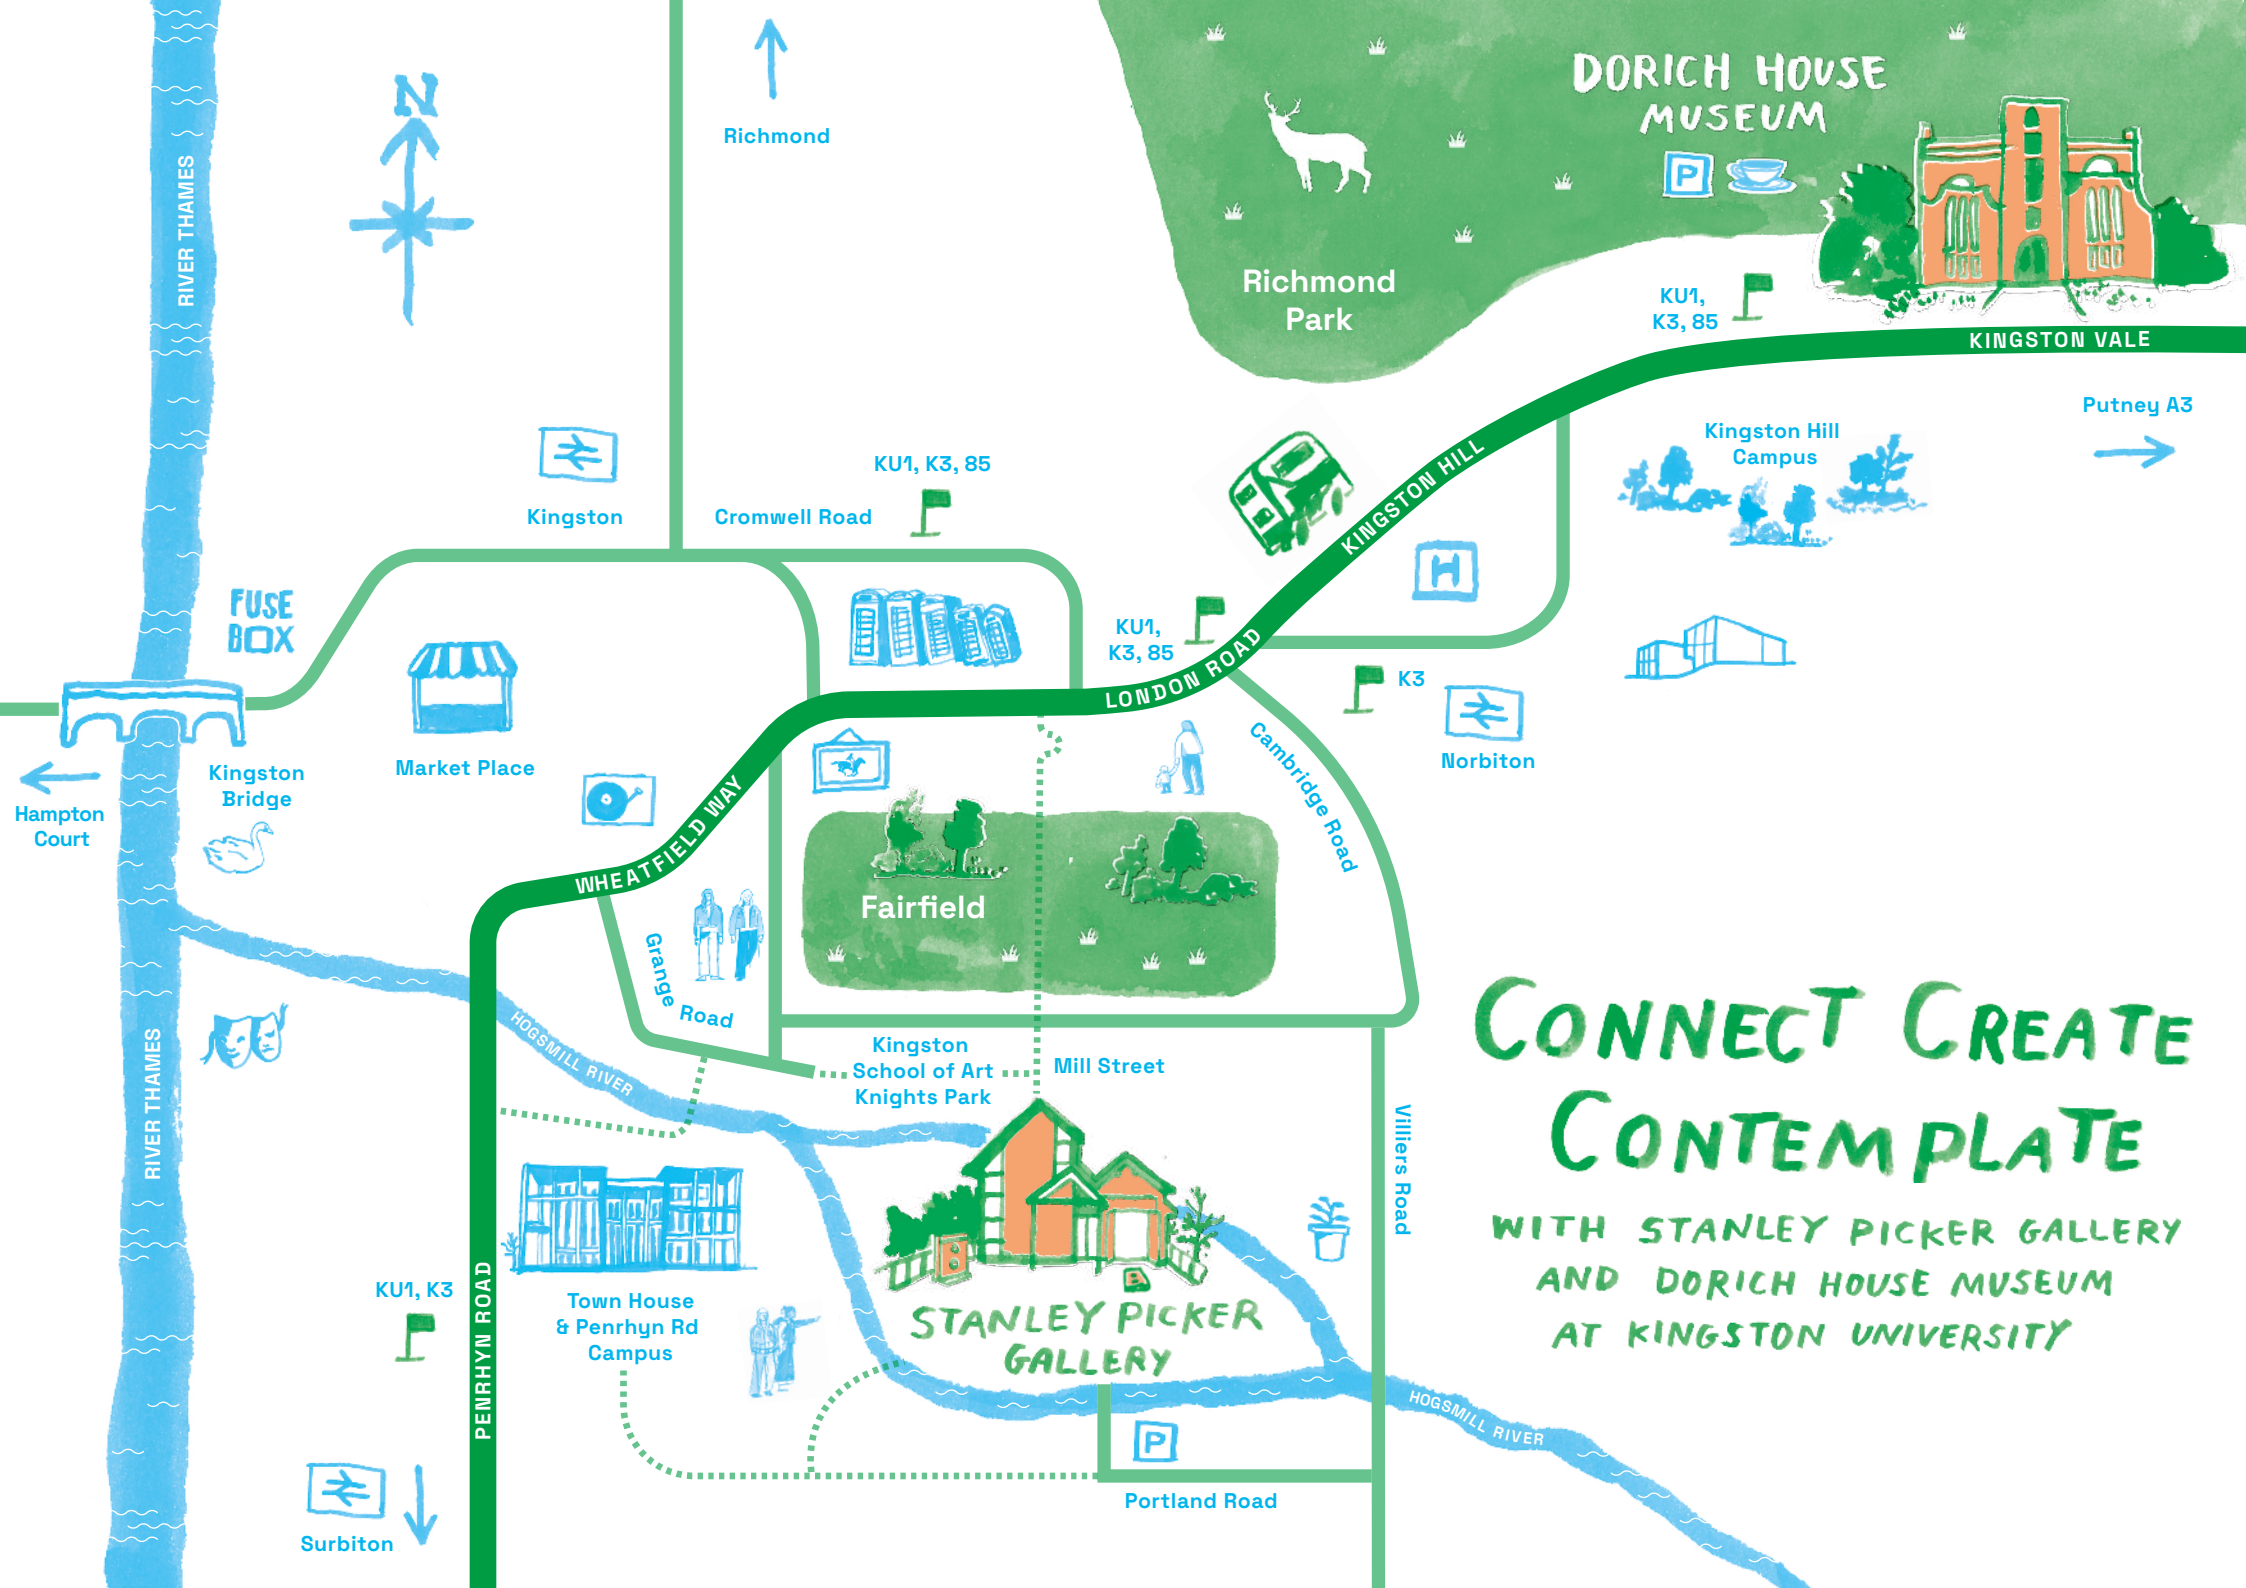 N
Richmond
DORICH HOUSE
MUSEUM
P
RIVER THAMES
Richmond
Park
KU1,
K3, 85
KINGSTON VALE
Putney A3
Kingston Hill
Campus
KINGSTON HILL
KU1, K3, 85
Kingston
Cromwell Road
H
FUSE
BOX
KU1,
K3, 85
LONDON ROAD
K3
Norbiton
Cambridge Road
Market Place
Kingston
Bridge
Hampton
Court
WHEATFIELD WAY
Fairfield
Grange Road
HOGSMILL RIVER
RIVER THAMES
Kingston
School of Art
Knights Park
Mill Street
Villiers Road
CONNECT CREATE
CONTEMPLATE
WITH STANLEY PICKER GALLERY
AND DORICH HOUSE MUSEUM
AT KINGSTON UNIVERSITY
KU1, K3
PENRHYN ROAD
Town House
& Penrhyn Rd
Campus
STANLEY PICKER
GALLERY
HOGSMILL RIVER
P
Portland Road
Surbiton